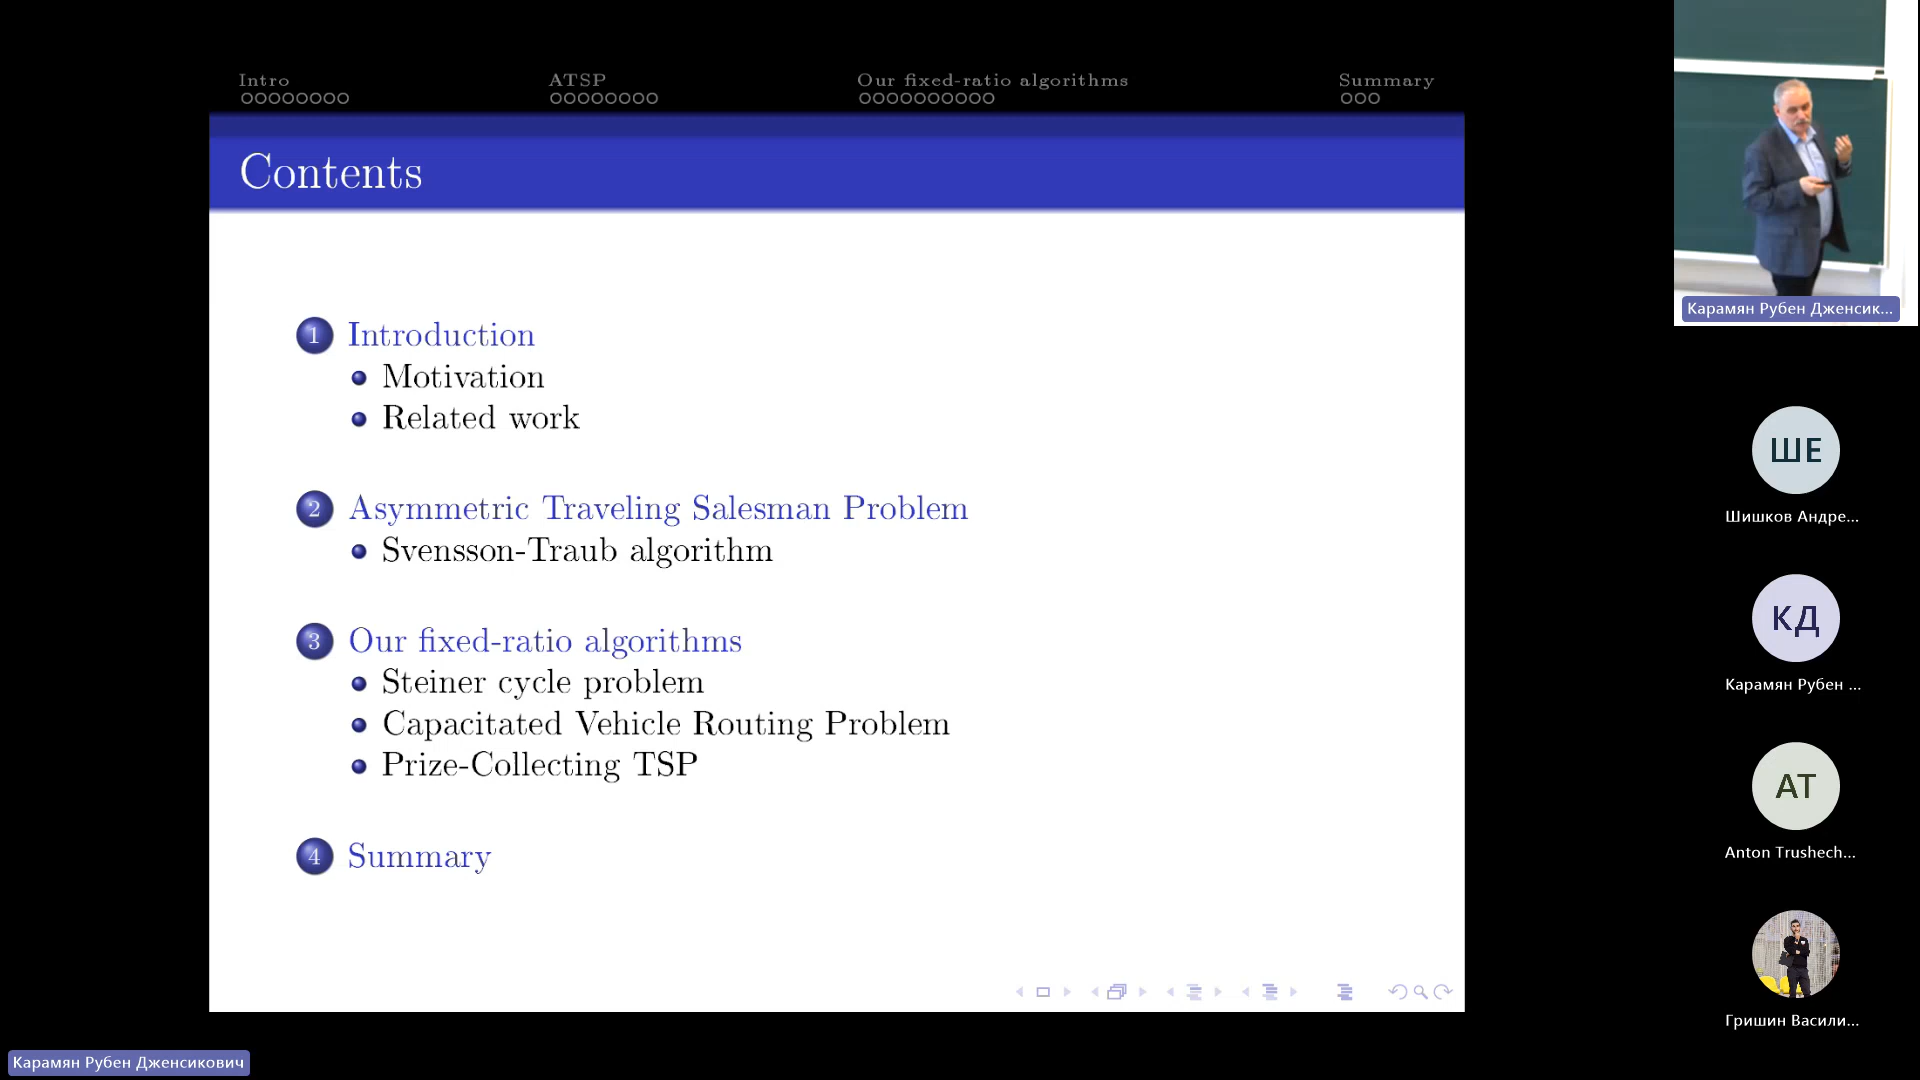 Intro
ATSP
Our fixed-ratio algorithms
Summary
Contents
1 Introduction
Motivation
Related work
2 Asymmetric Traveling Salesman Problem
Svensson-Traub algorithm
3 Our fixed-ratio algorithms
Steiner cycle problem
Capacitated Vehicle Routing Problem
Prize-Collecting TSP
4 Summary
Карамян Рубен Дженсик...
ШЕ
Шишков Андре...
КД
Карамян Рубен ...
AT
Anton Trushech...
Гришин Васили...
Карамян Рубен Дженсикович